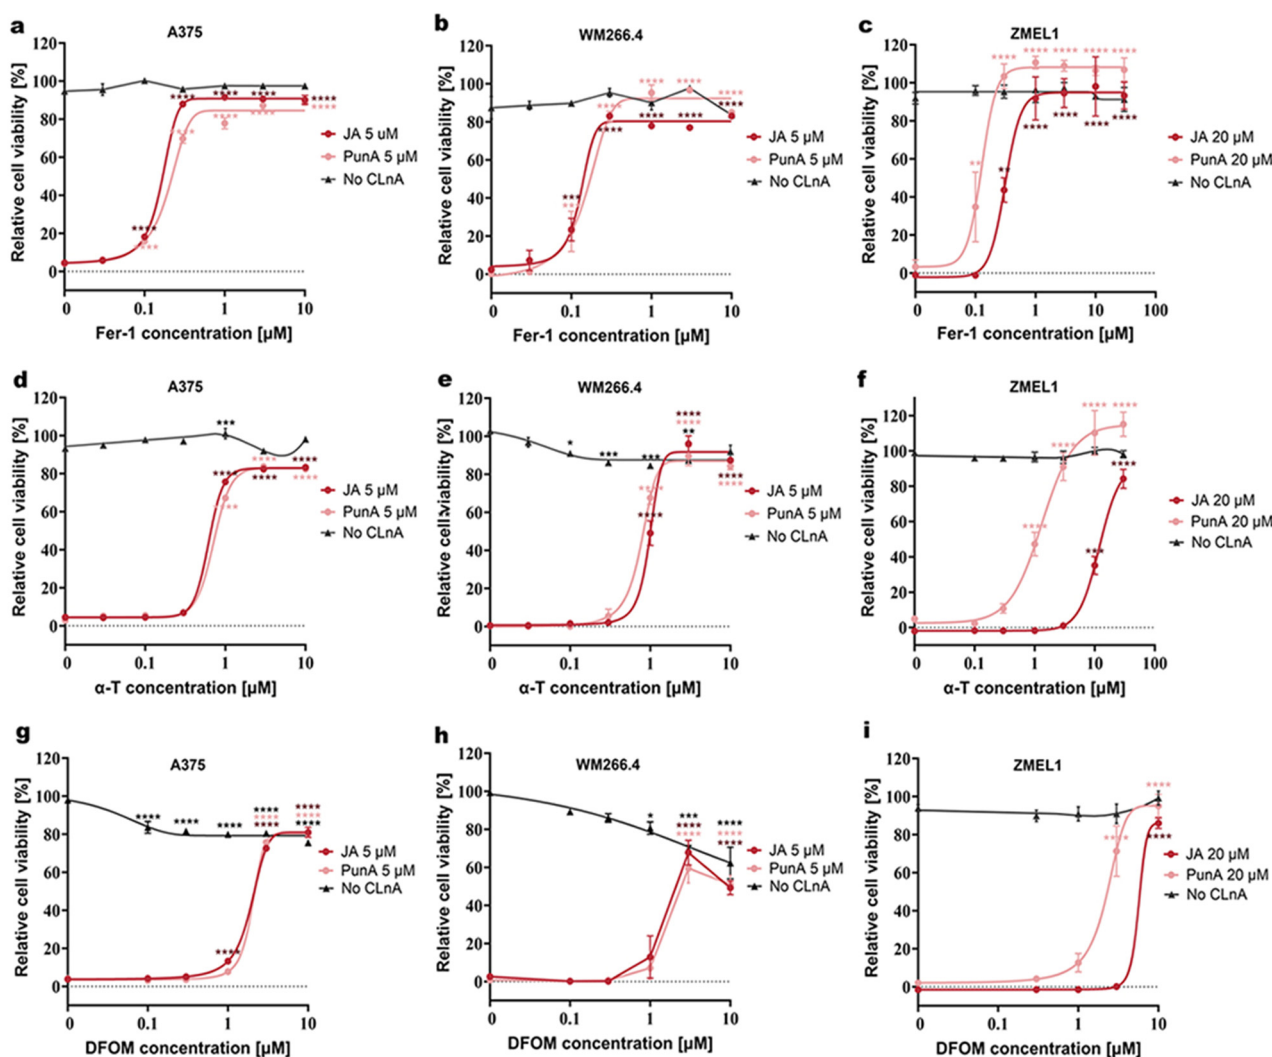 a
A375
Relative cell viability [%]
120
100
80
60
40
20
0
0 0.1 1 10
Fer-1 concentration [µM]
**** **** **** **** **** **** **** **** **** ****
JA 5 uM
PunA 5 µM
No CLnA
b
WM266.4
Relative cell viability [%]
120
100
80
60
40
20
0
0 0.1 1 10
Fer-1 concentration [µM]
**** **** **** **** **** **** **** ****
JA 5 µM
PunA 5 µM
No CLnA
c
ZMEL1
Relative cell viability [%]
120
100
80
60
40
20
0
0 0.1 1 10 100
Fer-1 concentration [µM]
** **** **** **** **** **** ** **** **** **** ****
JA 20 µM
PunA 20 µM
No CLnA
d
A375
Relative cell viability [%]
120
100
80
60
40
20
0
0 0.1 1 10
α-T concentration [µM]
*** **** **** **** **** **** ****
JA 5 µM
PunA 5 µM
No CLnA
e
WM266.4
Relative cell viability [%]
120
100
80
60
40
20
0
0 0.1 1 10
α-T concentration [µM]
* *** *** **** **** ** **** **** ****
JA 5 µM
PunA 5 µM
No CLnA
f
ZMEL1
Relative cell viability [%]
120
100
80
60
40
20
0
0 0.1 1 10 100
α-T concentration [µM]
**** **** **** **** *** ****
JA 20 µM
PunA 20 µM
No CLnA
g
A375
Relative cell viability [%]
120
100
80
60
40
20
0
0 0.1 1 10
DFOM concentration [µM]
**** **** **** **** **** **** **** **** **** ****
JA 5 µM
PunA 5 µM
No CLnA
h
WM266.4
Relative cell viability [%]
120
100
80
60
40
20
0
0 0.1 1 10
DFOM concentration [µM]
* *** **** **** **** **** ****
JA 5 µM
PunA 5 µM
No CLnA
i
ZMEL1
Relative cell viability [%]
120
100
80
60
40
20
0
0 0.1 1 10
DFOM concentration [µM]
**** **** ****
JA 20 µM
PunA 20 µM
No CLnA